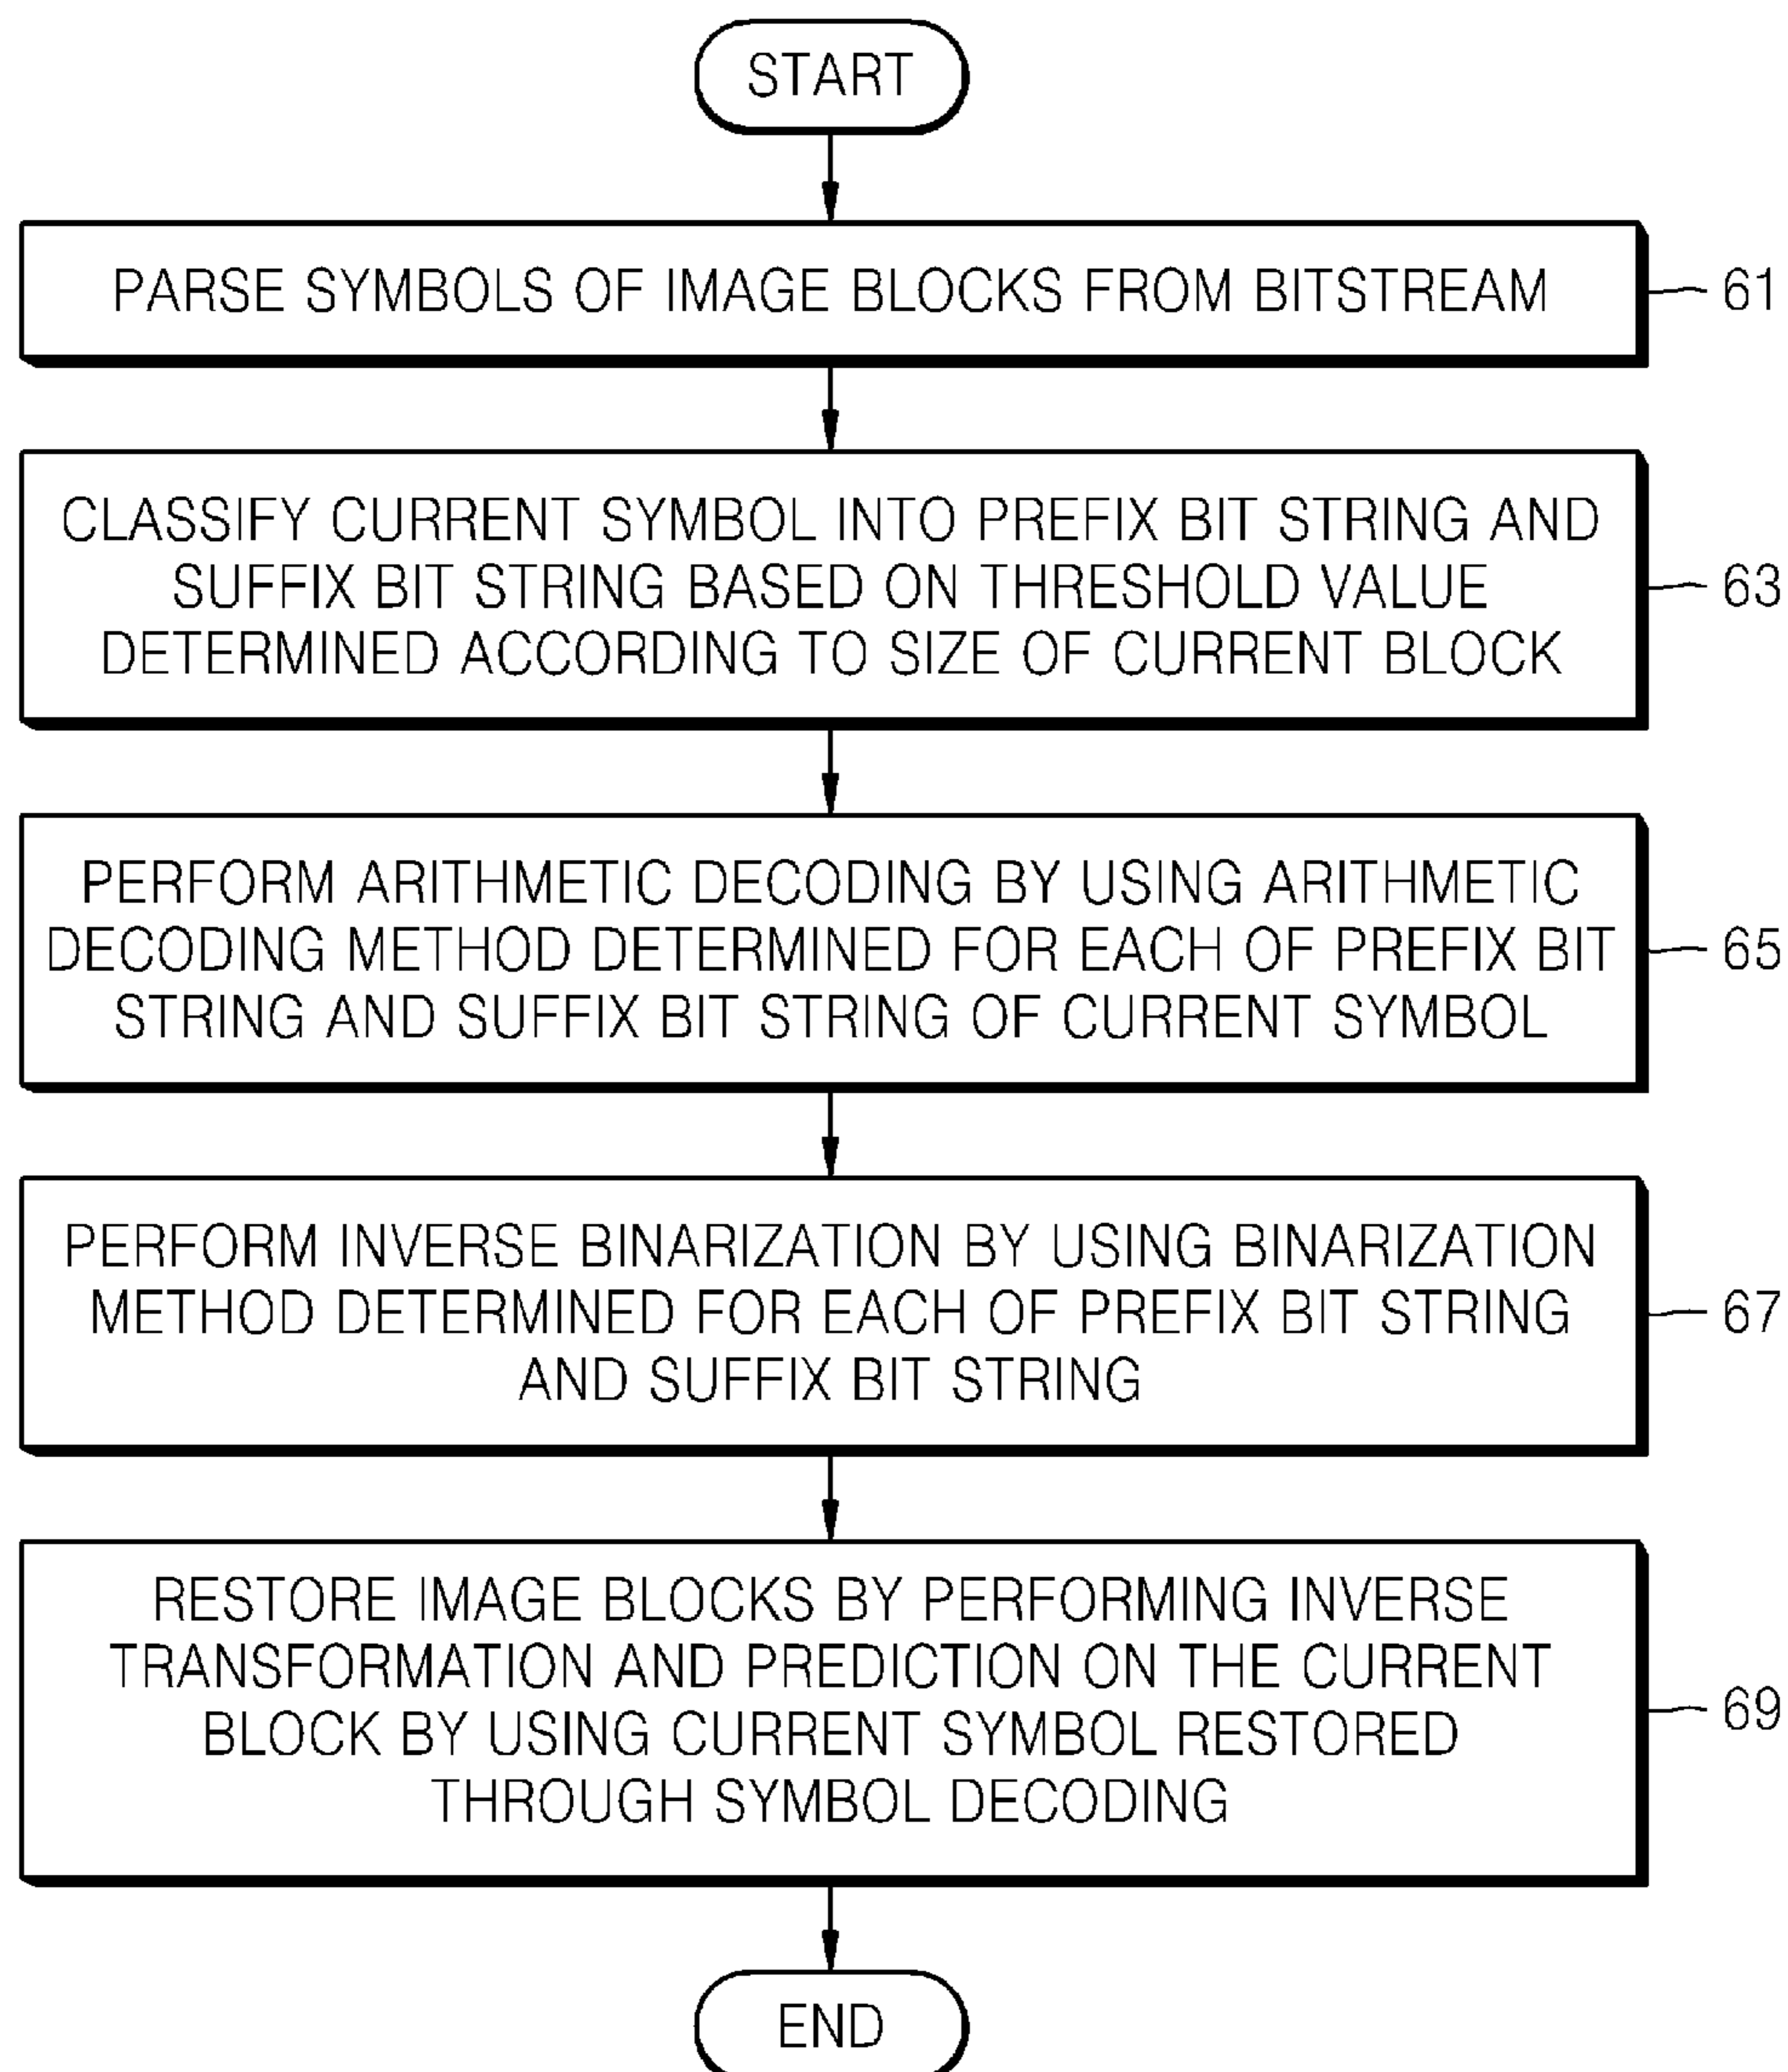 START
PARSE SYMBOLS OF IMAGE BLOCKS FROM BITSTREAM
61
CLASSIFY CURRENT SYMBOL INTO PREFIX BIT STRING AND
SUFFIX BIT STRING BASED ON THRESHOLD VALUE
DETERMINED ACCORDING TO SIZE OF CURRENT BLOCK
63
PERFORM ARITHMETIC DECODING BY USING ARITHMETIC
DECODING METHOD DETERMINED FOR EACH OF PREFIX BIT
STRING AND SUFFIX BIT STRING OF CURRENT SYMBOL
65
PERFORM INVERSE BINARIZATION BY USING BINARIZATION
METHOD DETERMINED FOR EACH OF PREFIX BIT STRING
AND SUFFIX BIT STRING
67
RESTORE IMAGE BLOCKS BY PERFORMING INVERSE
TRANSFORMATION AND PREDICTION ON THE CURRENT
BLOCK BY USING CURRENT SYMBOL RESTORED
THROUGH SYMBOL DECODING
69
END